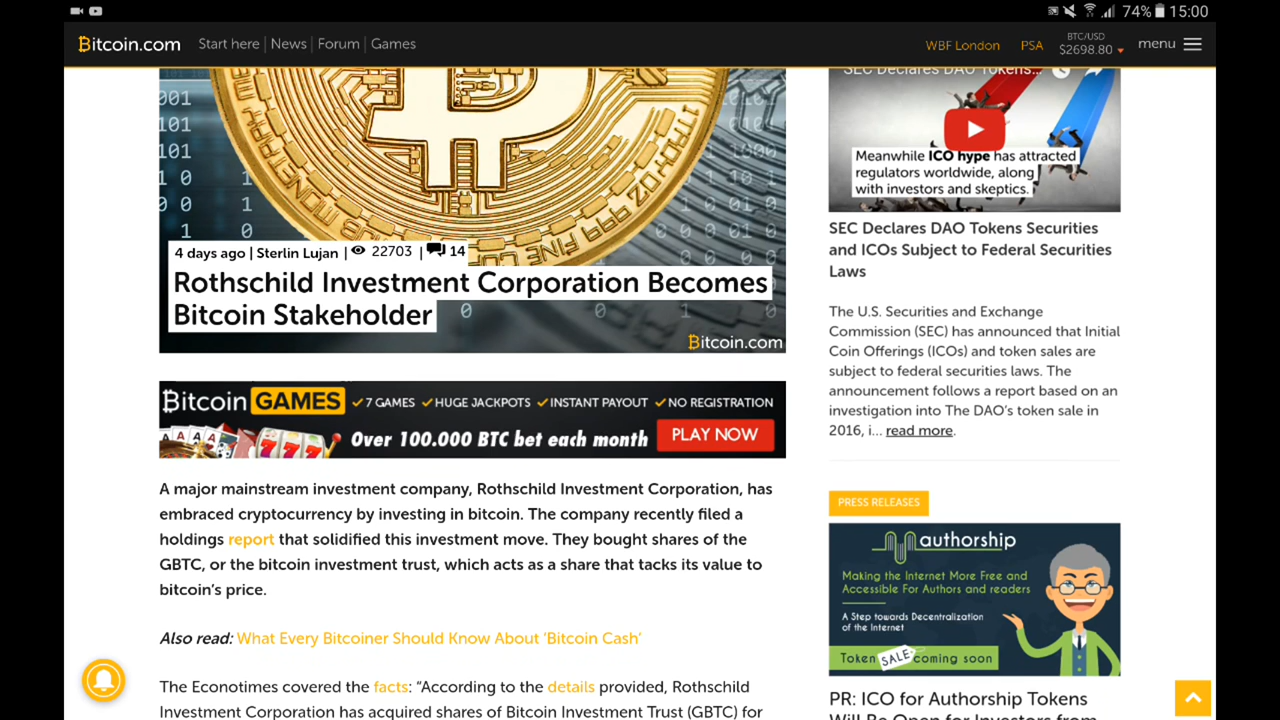 74% 15:00
Bitcoin.com Start here | News | Forum | Games WBF London PSA BTC/USD $2698.80 menu
4 days ago | Sterlin Lujan | 22703 | 14
Rothschild Investment Corporation Becomes
Bitcoin Stakeholder
Bitcoin.com
Bitcoin GAMES 7 GAMES HUGE JACKPOTS INSTANT PAYOUT NO REGISTRATION
Over 100.000 BTC bet each month PLAY NOW
A major mainstream investment company, Rothschild Investment Corporation, has
embraced cryptocurrency by investing in bitcoin. The company recently filed a
holdings report that solidified this investment move. They bought shares of the
GBTC, or the bitcoin investment trust, which acts as a share that tacks its value to
bitcoin's price.
Also read: What Every Bitcoiner Should Know About 'Bitcoin Cash'
The Econotimes covered the facts: “According to the details provided, Rothschild
Investment Corporation has acquired shares of Bitcoin Investment Trust (GBTC) for
SEC Declares DAO Tokens...
Meanwhile ICO hype has attracted
regulators worldwide, along
with investors and skeptics.
SEC Declares DAO Tokens Securities
and ICOs Subject to Federal Securities
Laws
The U.S. Securities and Exchange
Commission (SEC) has announced that Initial
Coin Offerings (ICOs) and token sales are
subject to federal securities laws. The
announcement follows a report based on an
investigation into The DAO's token sale in
2016, i... read more.
PRESS RELEASES
authorship
Making the Internet More Free and
Accessible For Authors and readers
A Step towards Decentralization
of the Internet
Token SALE coming soon
PR: ICO for Authorship Tokens
Will Be Open for Investors from